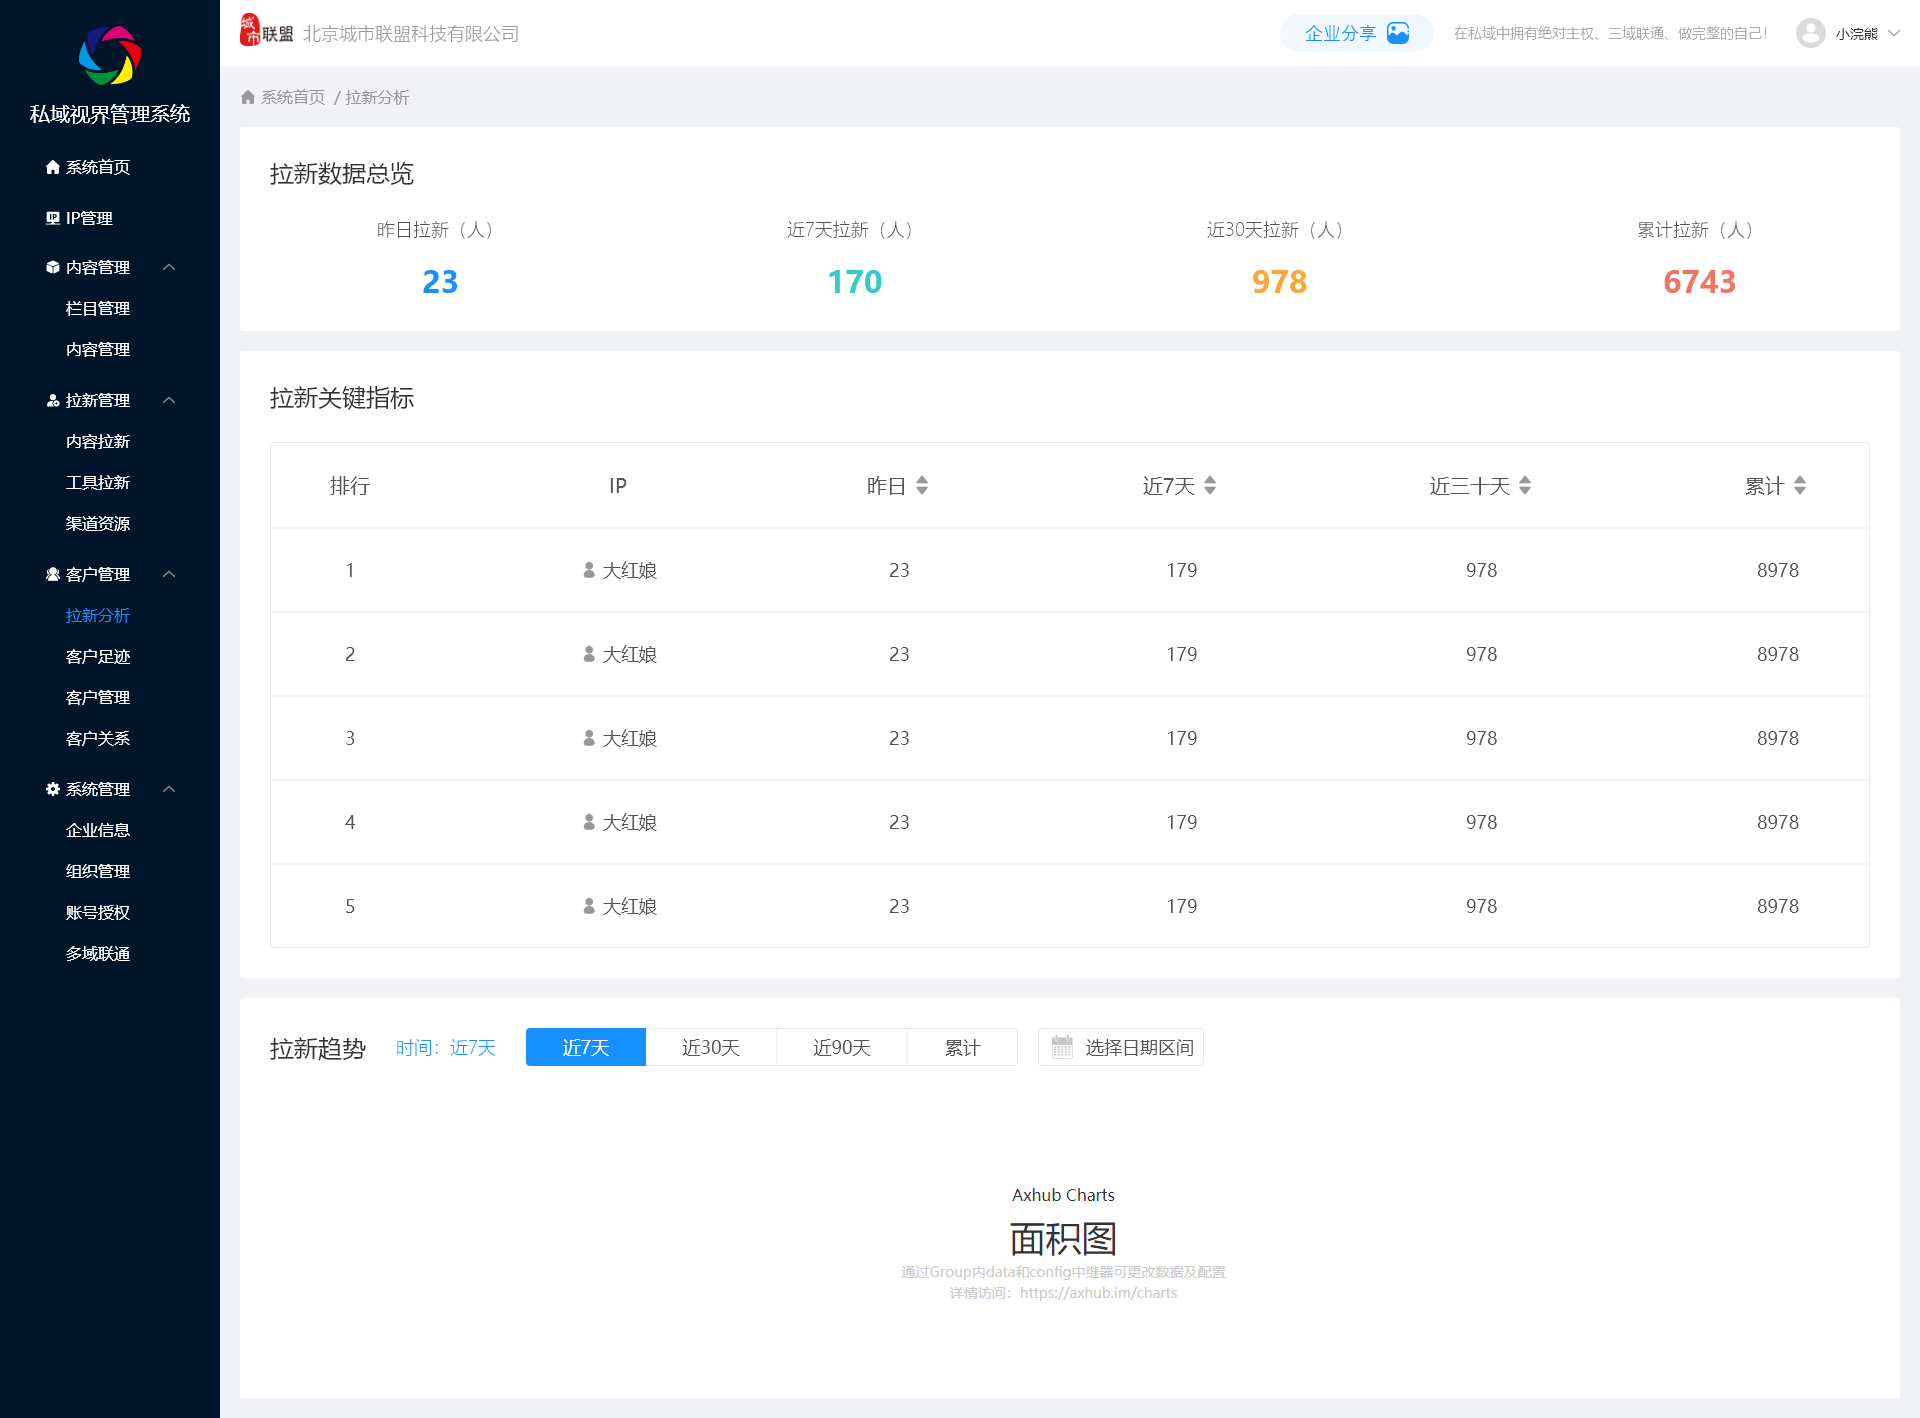 私域视界管理系统
系统首页
IP管理
内容管理
栏目管理
内容管理
拉新管理
内容拉新
工具拉新
渠道资源
客户管理
拉新分析
客户足迹
客户管理
客户关系
系统管理
企业信息
组织管理
账号授权
多域联通
城市联盟 北京城市联盟科技有限公司
企业分享 在私域中拥有绝对主权、三域联通、做完整的自己! 小浣熊
系统首页 / 拉新分析
拉新数据总览
昨日拉新（人） 近7天拉新（人） 近30天拉新（人） 累计拉新（人）
23 170 978 6743
拉新关键指标
排行 IP 昨日 近7天 近三十天 累计
1 大红娘 23 179 978 8978
2 大红娘 23 179 978 8978
3 大红娘 23 179 978 8978
4 大红娘 23 179 978 8978
5 大红娘 23 179 978 8978
拉新趋势 时间：近7天 近7天 近30天 近90天 累计 选择日期区间
Axhub Charts
面积图
通过Group内data和config中继器可更改数据及配置
详情访问：https://axhub.im/charts